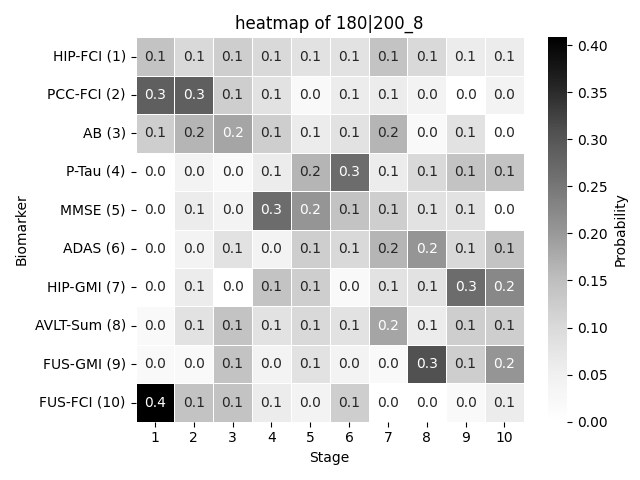 heatmap of 180|200_8
HIP-FCI (1) 0.1 0.1 0.1 0.1 0.1 0.1 0.1 0.1 0.1 0.1
PCC-FCI (2) 0.3 0.3 0.1 0.1 0.0 0.1 0.1 0.0 0.0 0.0
AB (3) 0.1 0.2 0.2 0.1 0.1 0.1 0.2 0.0 0.1 0.0
P-Tau (4) 0.0 0.0 0.0 0.1 0.2 0.3 0.1 0.1 0.1 0.1
MMSE (5) 0.0 0.1 0.0 0.3 0.2 0.1 0.1 0.1 0.1 0.0
ADAS (6) 0.0 0.0 0.1 0.0 0.1 0.1 0.2 0.2 0.1 0.1
HIP-GMI (7) 0.0 0.1 0.0 0.1 0.1 0.0 0.1 0.1 0.3 0.2
AVLT-Sum (8) 0.0 0.1 0.1 0.1 0.1 0.1 0.2 0.1 0.1 0.1
FUS-GMI (9) 0.0 0.0 0.1 0.0 0.1 0.0 0.0 0.3 0.1 0.2
FUS-FCI (10) 0.4 0.1 0.1 0.1 0.0 0.1 0.0 0.0 0.0 0.1
1 2 3 4 5 6 7 8 9 10
Stage
Biomarker
0.40
0.35
0.30
0.25
0.20
0.15
0.10
0.05
0.00
Probability